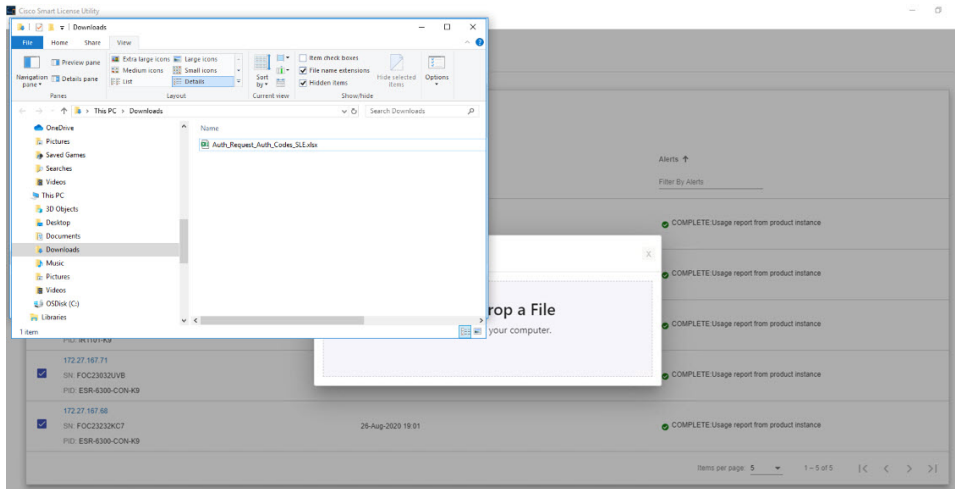 Coco Smart License Utility
Downloads
File Home Share View
Navigation pane
Preview pane
Details pane
Panes
Extra large icons Large icons
Medium icons Small icons
List Details
Layout
Sort by
Current view
Item check boxes
File name extensions
Hidden items
Hide selected items
Show/hide
Options
This PC > Downloads
Search Downloads
OneDrive
Pictures
Saved Games
Searches
Videos
This PC
3D Objects
Desktop
Documents
Downloads
Music
Pictures
Videos
OSDisk (C:)
Libraries
1 item
Name
Auth_Request_Auth_Codes_SLE.xlsx
Alerts
Filter By Alerts
COMPLETE:Usage report from product instance
X
COMPLETE:Usage report from product instance
rop a File
your computer.
COMPLETE:Usage report from product instance
PID: IR1101-K9
172.27.167.71
SN: FOC23032UVB
PID: ESR-6300-CON-K9
COMPLETE:Usage report from product instance
172.27.167.68
SN: FOC23232KC7
PID: ESR-6300-CON-K9
26-Aug-2020 19:01
COMPLETE:Usage report from product instance
Items per page: 5
1 – 5 of 5